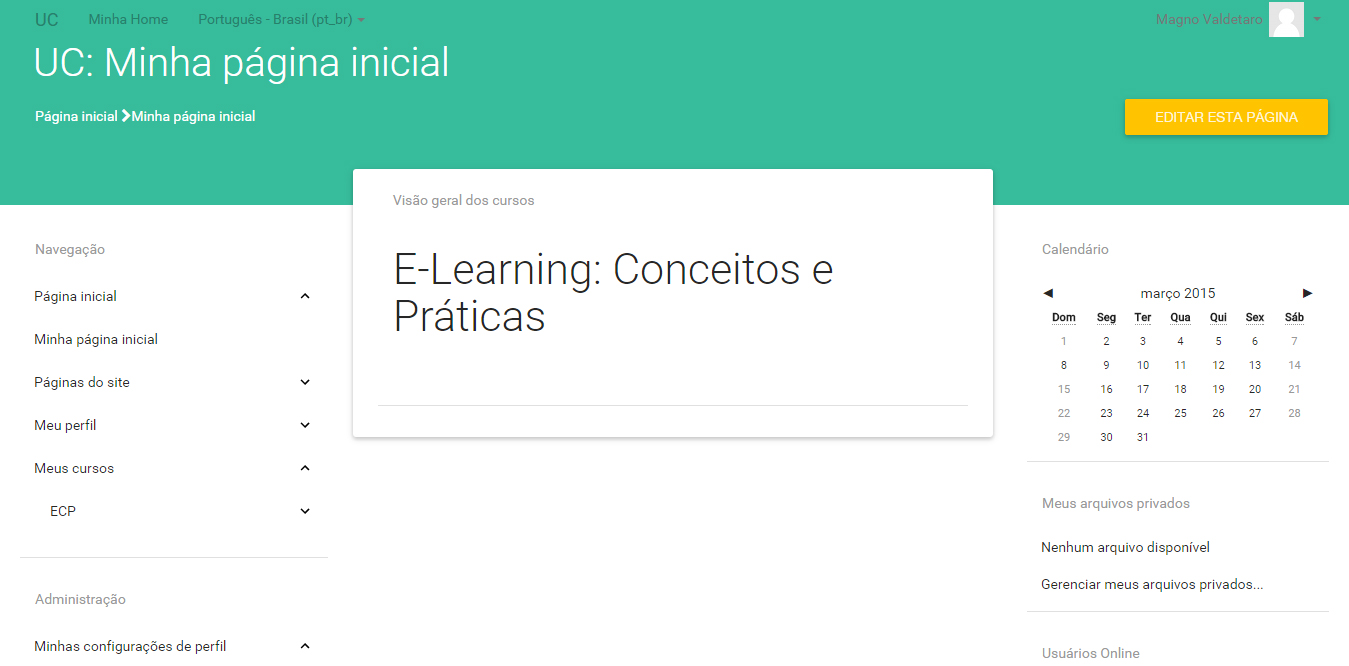 UC Minha Home Português - Brasil (pt_br) Magno Valdetaro
UC: Minha página inicial
Página inicial Minha página inicial
EDITAR ESTA PÁGINA
Navegação
Página inicial
Minha página inicial
Páginas do site
Meu perfil
Meus cursos
ECP
Administração
Minhas configurações de perfil
Visão geral dos cursos
E-Learning: Conceitos e
Práticas
Calendário
◀ março 2015 ▶
Dom Seg Ter Qua Qui Sex Sáb
1 2 3 4 5 6 7
8 9 10 11 12 13 14
15 16 17 18 19 20 21
22 23 24 25 26 27 28
29 30 31
Meus arquivos privados
Nenhum arquivo disponível
Gerenciar meus arquivos privados...
Usuários Online